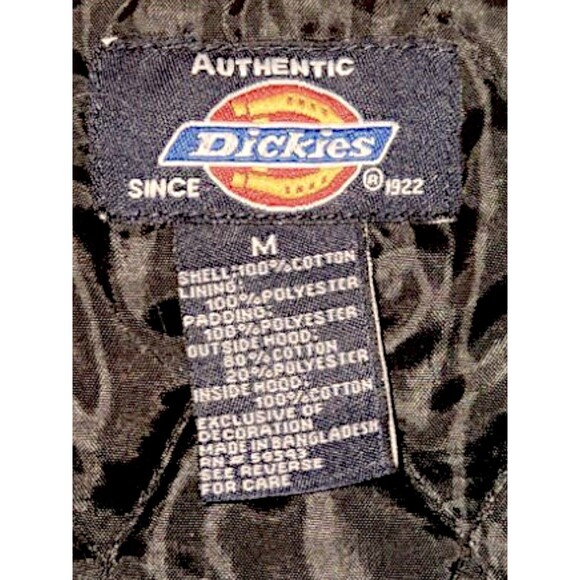 AUTHENTIC
Dickies
SINCE ® 1922
M
SHELL: 100% COTTON
LINING:
100% POLYESTER
PADDING:
100% POLYESTER
OUTSIDE HOOD:
80% COTTON
20% POLYESTER
INSIDE HOOD:
100% COTTON
EXCLUSIVE OF
DECORATION
MADE IN BANGLADESH
RN 59543
SEE REVERSE
FOR CARE